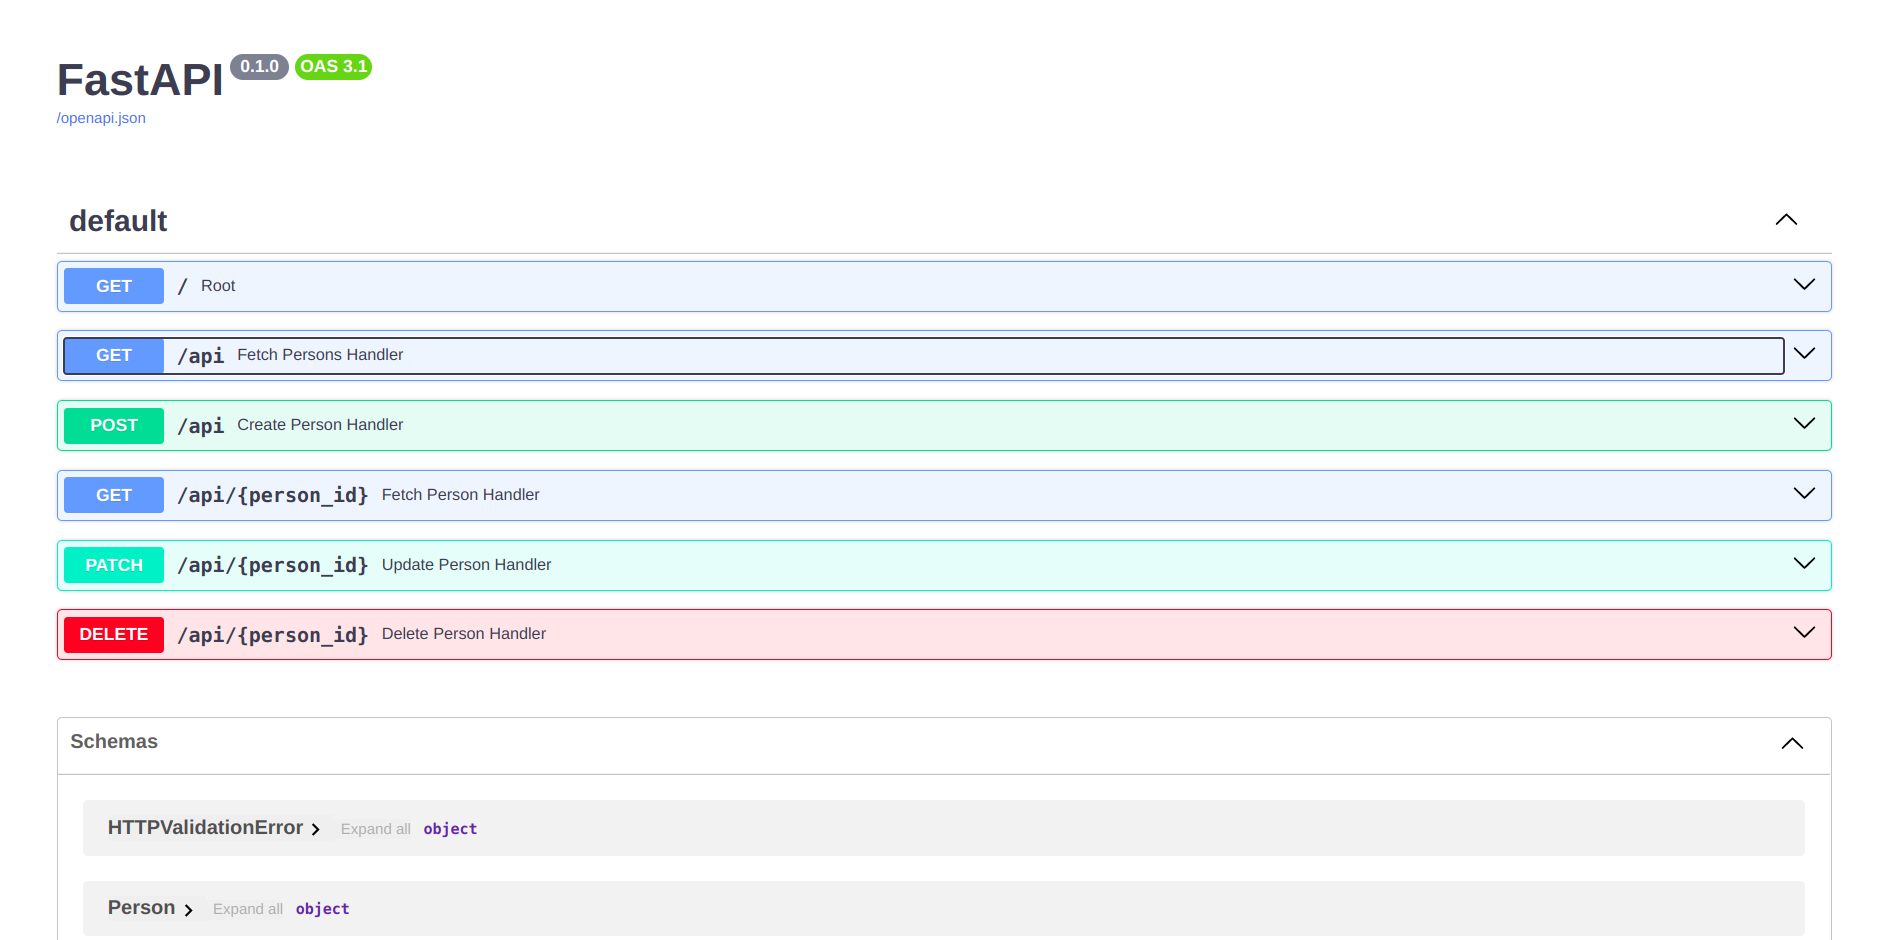 FastAPI 0.1.0 OAS 3.1
/openapi.json
default
GET / Root
GET /api Fetch Persons Handler
POST /api Create Person Handler
GET /api/{person_id} Fetch Person Handler
PATCH /api/{person_id} Update Person Handler
DELETE /api/{person_id} Delete Person Handler
Schemas
HTTPValidationError Expand all object
Person Expand all object